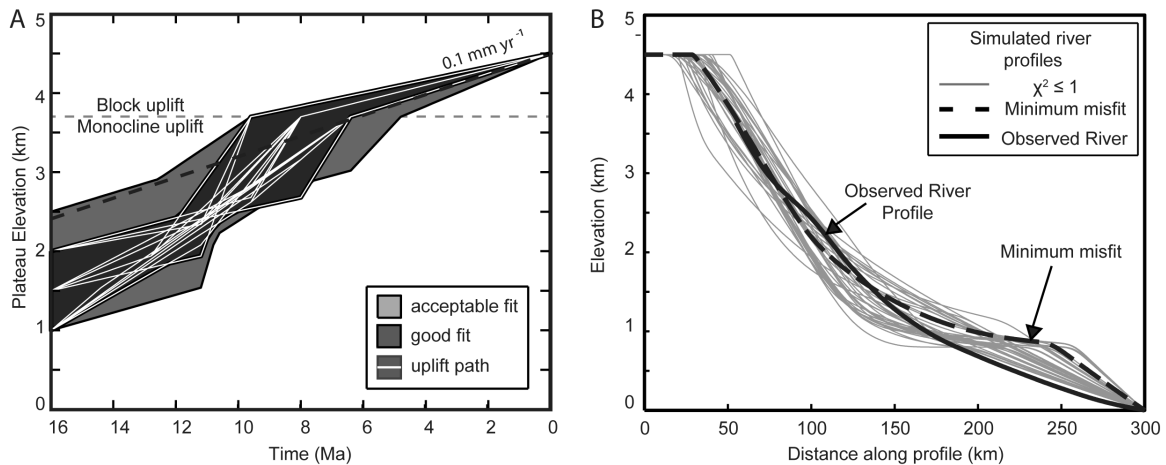 A
5
4
3
2
1
0
Plateau Elevation (km)
0.1 mm yr⁻¹
Block uplift
Monocline uplift
acceptable fit
good fit
uplift path
16
14
12
10
8
6
4
2
0
Time (Ma)
B
5
4
3
2
1
0
Elevation (km)
Simulated river
profiles
χ² ≤ 1
Minimum misfit
Observed River
Observed River
Profile
Minimum misfit
0
50
100
150
200
250
300
Distance along profile (km)